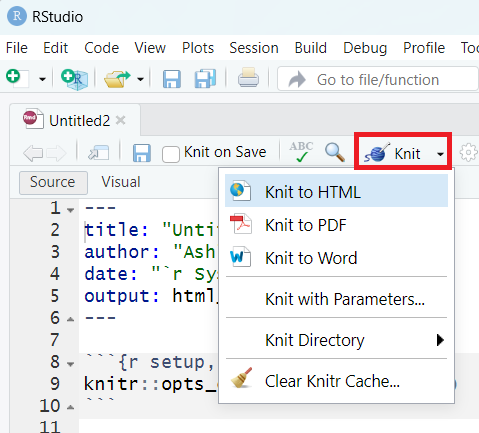 RStudio
File Edit Code View Plots Session Build Debug Profile
Go to file/function
Rmd Untitled2
Knit on Save ABC Knit
Source Visual
Knit to HTML
Knit to PDF
Knit to Word
Knit with Parameters...
Knit Directory
Clear Knitr Cache...
1 ---
2 title: "Unti
3 author: "Ash
4 date: "`r Sy
5 output: html_
6 ---
7
8 ```{r setup,
9 knitr::opts_
10 ```
11